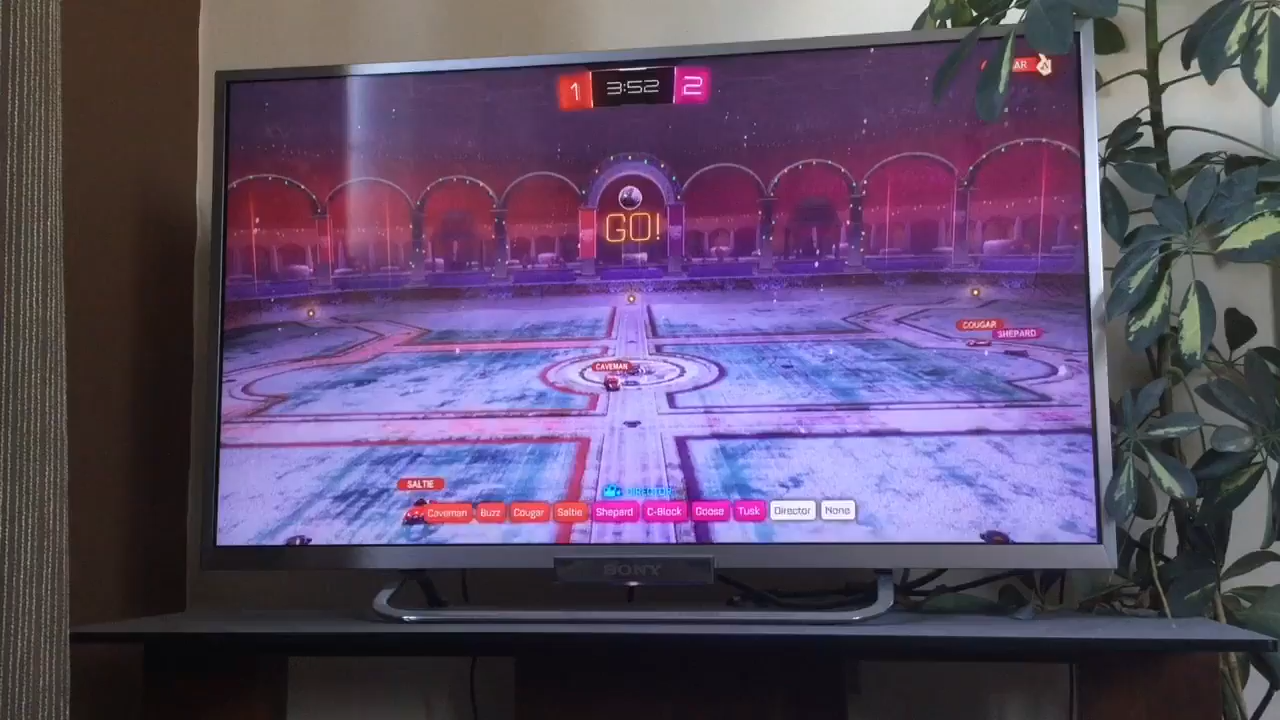 1 3:52 2
AR
GO!
COUGAR
SHEPARD
CAVEMAN
SALTIE
DIRECTOR
Caveman Buzz Cougar Saltie Shepard C-Block Goose Tusk Director None
SONY